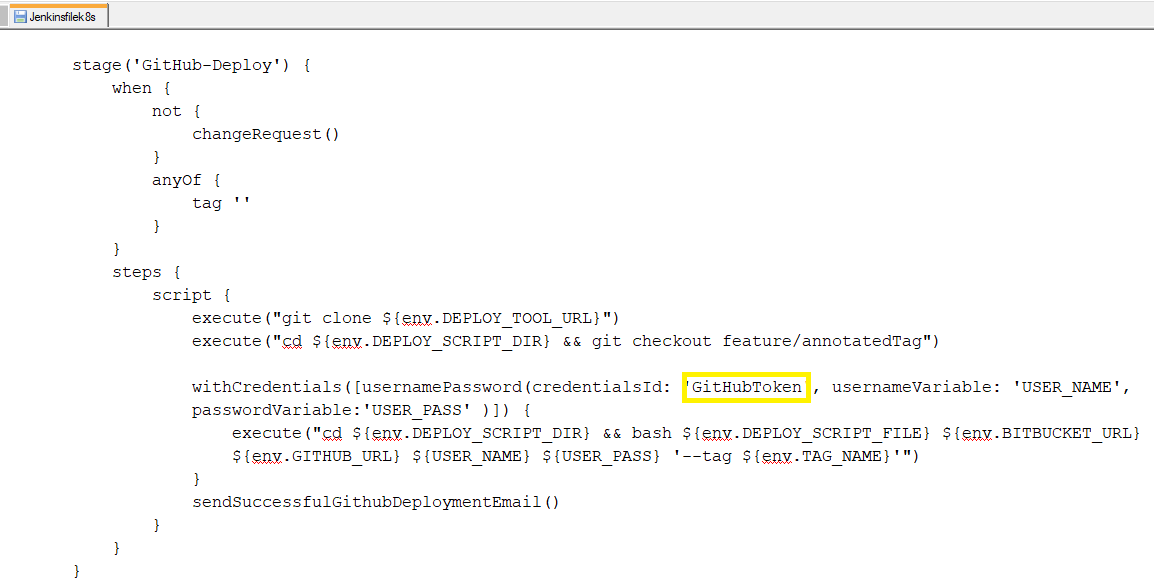 Jenkinsfilek8s
stage('GitHub-Deploy') {
when {
not {
changeRequest()
}
anyOf {
tag ''
}
}
steps {
script {
execute("git clone ${env.DEPLOY_TOOL_URL}")
execute("cd ${env.DEPLOY_SCRIPT_DIR} && git checkout feature/annotatedTag")
withCredentials([usernamePassword(credentialsId: 'GitHubToken', usernameVariable: 'USER_NAME',
passwordVariable:'USER_PASS' )]) {
execute("cd ${env.DEPLOY_SCRIPT_DIR} && bash ${env.DEPLOY_SCRIPT_FILE} ${env.BITBUCKET_URL}
${env.GITHUB_URL} ${USER_NAME} ${USER_PASS} '--tag ${env.TAG_NAME}'")
}
sendSuccessfulGithubDeploymentEmail()
}
}
}